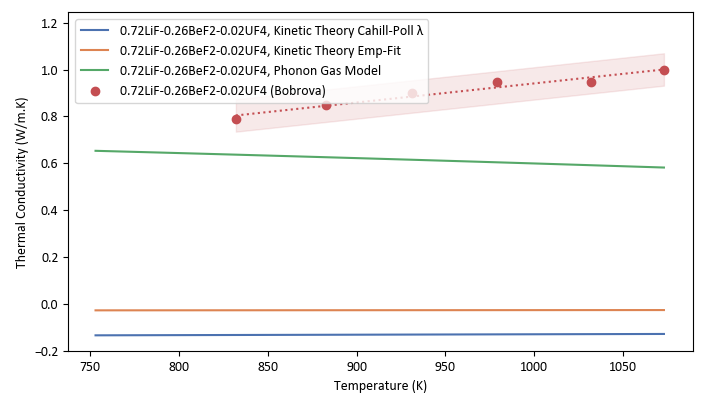 0.72LiF-0.26BeF2-0.02UF4, Kinetic Theory Cahill-Poll λ
0.72LiF-0.26BeF2-0.02UF4, Kinetic Theory Emp-Fit
0.72LiF-0.26BeF2-0.02UF4, Phonon Gas Model
0.72LiF-0.26BeF2-0.02UF4 (Bobrova)
Thermal Conductivity (W/m.K)
1.2
1.0
0.8
0.6
0.4
0.2
0.0
−0.2
750 800 850 900 950 1000 1050
Temperature (K)